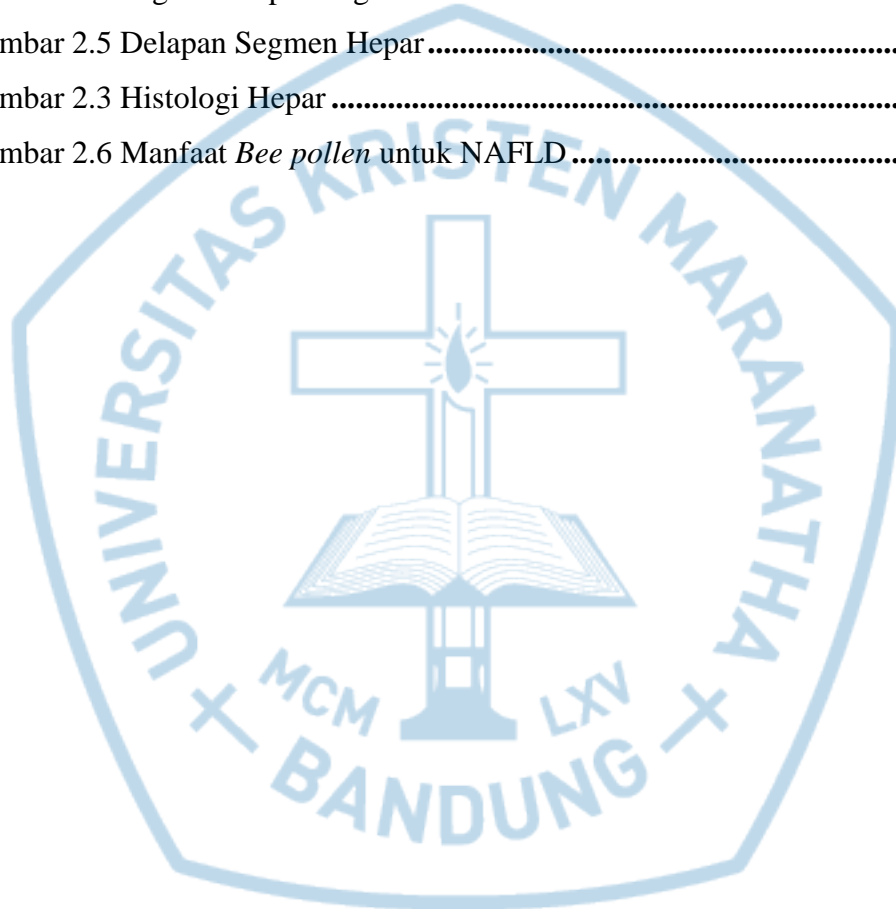 mbar 2.5 Delapan Segmen Hepar................................................................
mbar 2.3 Histologi Hepar................................................................
mbar 2.6 Manfaat Bee pollen untuk NAFLD................................................................
UNIVERSITAS KRISTEN MARANATHA
MCM LXV
BANDUNG